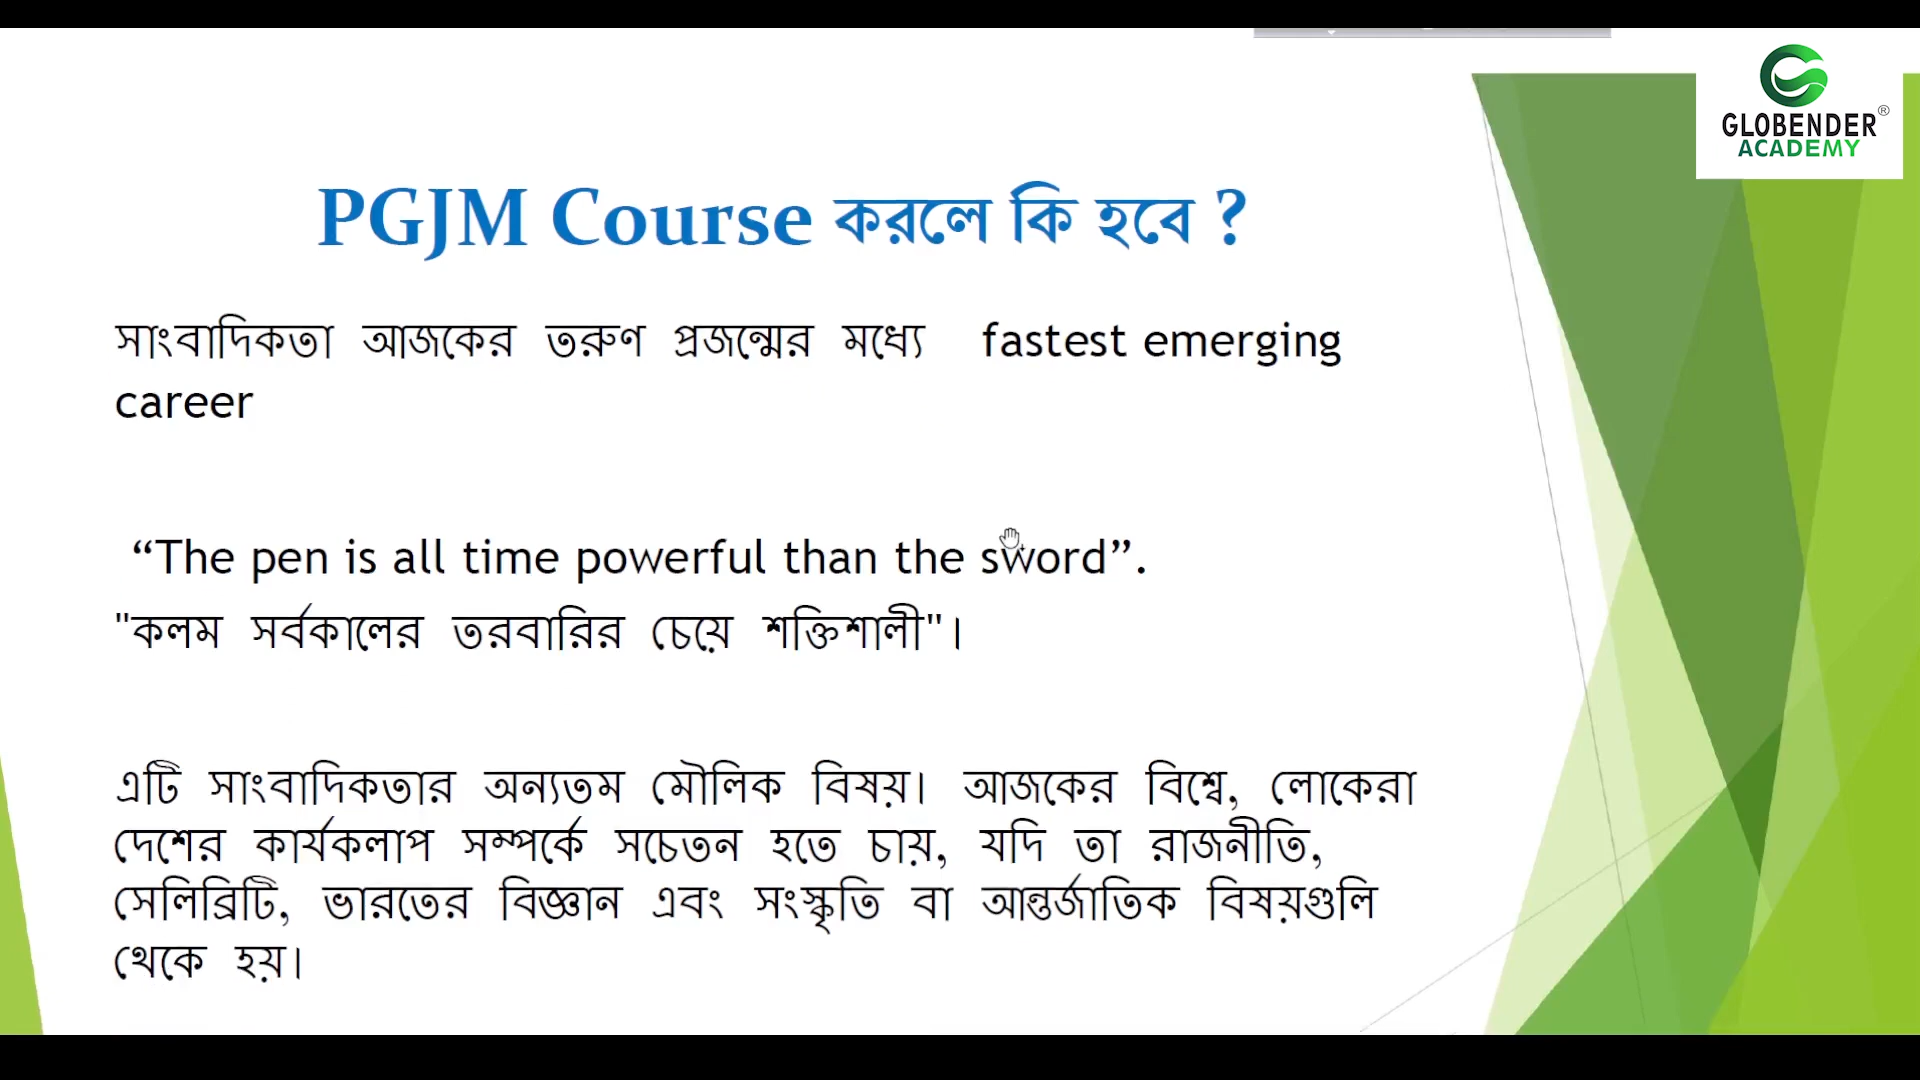 GLOBENDER®
ACADEMY
PGJM Course করলে কি হবে ?
সাংবাদিকতা আজকের তরুণ প্রজন্মের মধ্যে fastest emerging
career
“The pen is all time powerful than the sword”.
"কলম সর্বকালের তরবারির চেয়ে শক্তিশালী"।
এটি সাংবাদিকতার অন্যতম মৌলিক বিষয়। আজকের বিশ্বে, লোকেরা
দেশের কার্যকলাপ সম্পর্কে সচেতন হতে চায়, যদি তা রাজনীতি,
সেলিব্রিটি, ভারতের বিজ্ঞান এবং সংস্কৃতি বা আন্তর্জাতিক বিষয়গুলি
থেকে হয়।